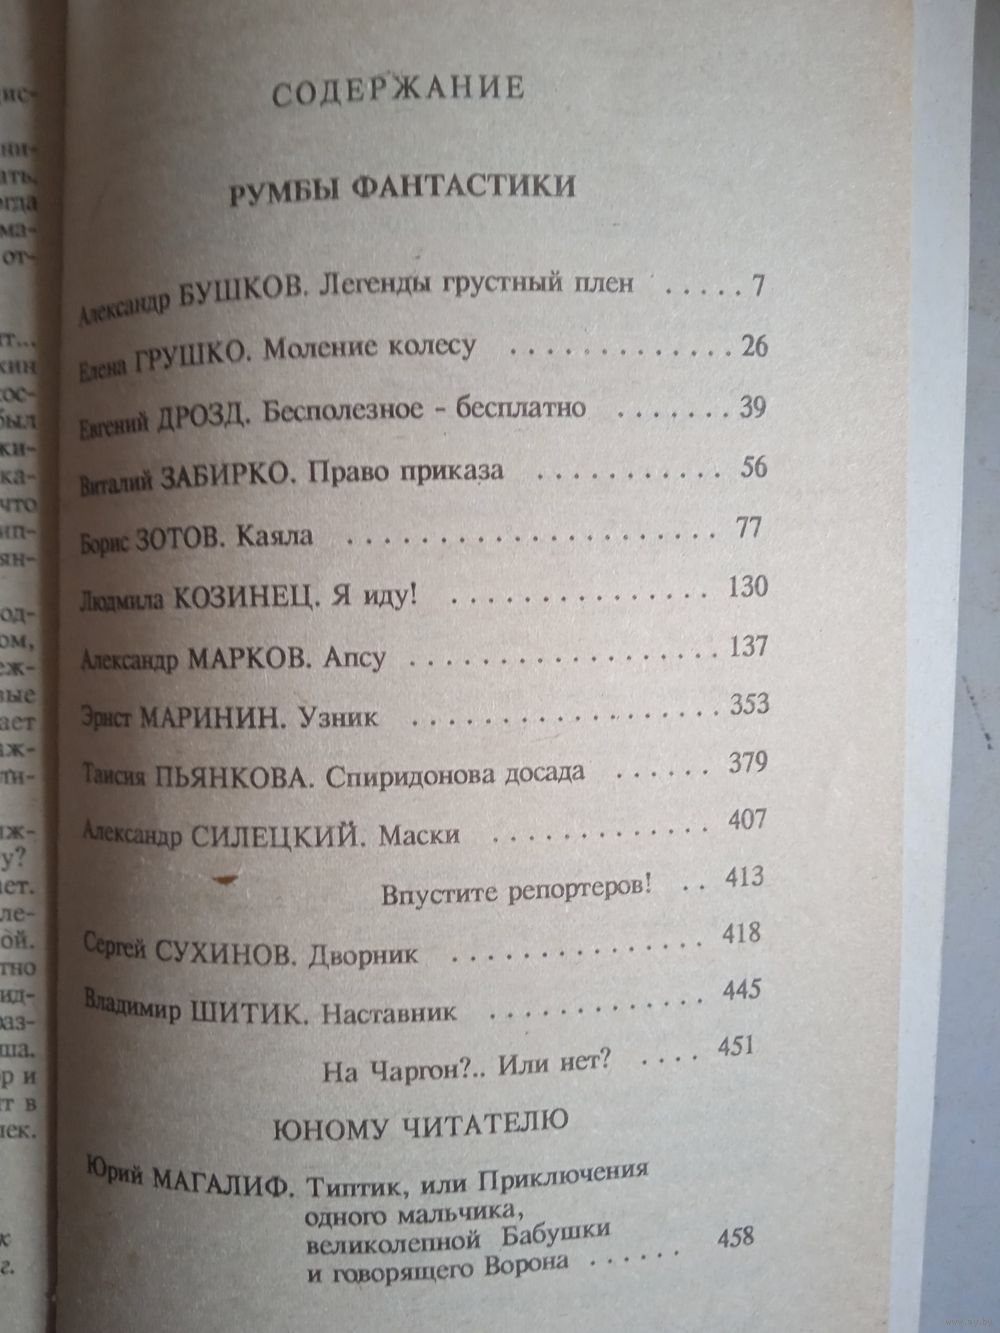 СОДЕРЖАНИЕ
РУМБЫ ФАНТАСТИКИ
Александр БУШКОВ. Легенды грустный плен ..... 7
Елена ГРУШКО. Моление колесу ............. 26
Евгений ДРОЗД. Бесполезное - бесплатно ....... 39
Виталий ЗАБИРКО. Право приказа ........... 56
Борис ЗОТОВ. Каяла ..................... 77
Людмила КОЗИНЕЦ. Я иду! ............... 130
Александр МАРКОВ. Апсу .................. 137
Эрнст МАРИНИН. Узник .................. 353
Таисия ПЬЯНКОВА. Спиридонова досада ...... 379
Александр СИЛЕЦКИЙ. Маски ............. 407
Впустите репортеров! .. 413
Сергей СУХИНОВ. Дворник ............... 418
Владимир ШИТИК. Наставник ............. 445
На Чаргон?.. Или нет? .... 451
ЮНОМУ ЧИТАТЕЛЮ
Юрий МАГАЛИФ. Типтик, или Приключения
одного мальчика,
великолепной Бабушки
и говорящего Ворона ...... 458